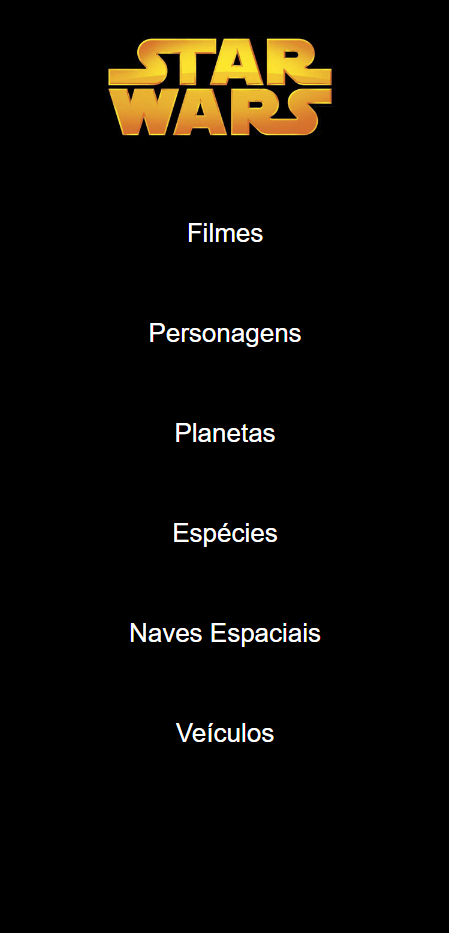 STAR
WARS
Filmes
Personagens
Planetas
Espécies
Naves Espaciais
Veículos